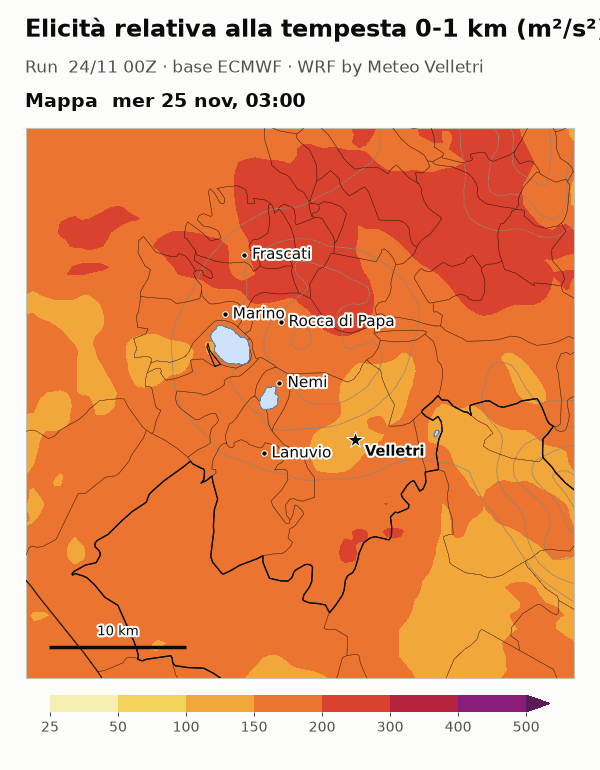 Elicità relativa alla tempesta 0-1 km (m²/s²)
Run  24/11 00Z · base ECMWF · WRF by Meteo Velletri
Mappa  mer 25 nov, 03:00
Frascati
Marino
Rocca di Papa
Nemi
Velletri
Lanuvio
10 km
25 50 100 150 200 300 400 500